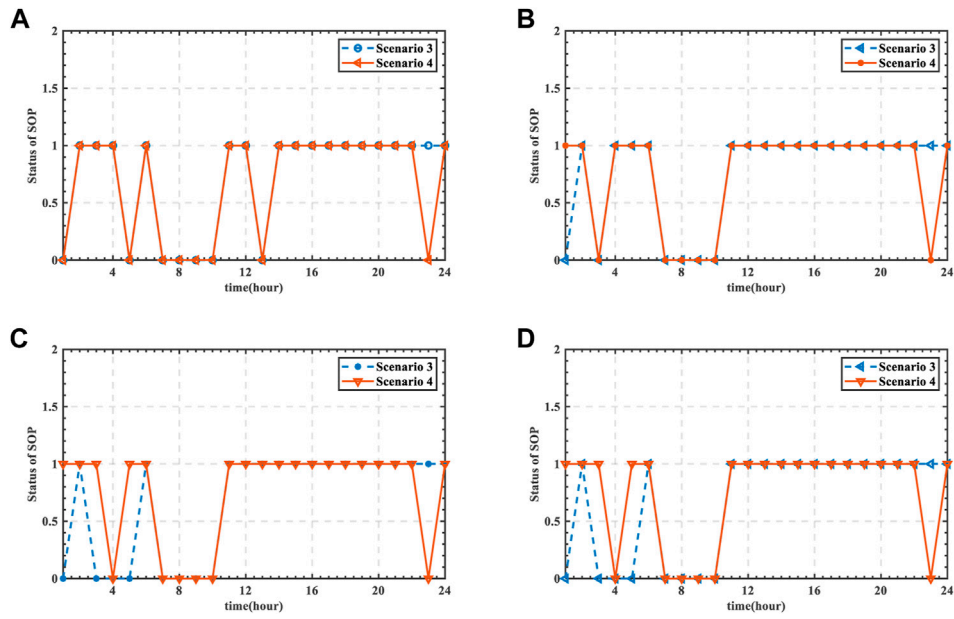 A
2
1.5
1
0.5
0
Status of SOP
Scenario 3
Scenario 4
4 8 12 16 20 24
time(hour)
B
2
1.5
1
0.5
0
Status of SOP
Scenario 3
Scenario 4
4 8 12 16 20 24
time(hour)
C
2
1.5
1
0.5
0
Status of SOP
Scenario 3
Scenario 4
4 8 12 16 20 24
time(hour)
D
2
1.5
1
0.5
0
Status of SOP
Scenario 3
Scenario 4
4 8 12 16 20 24
time(hour)